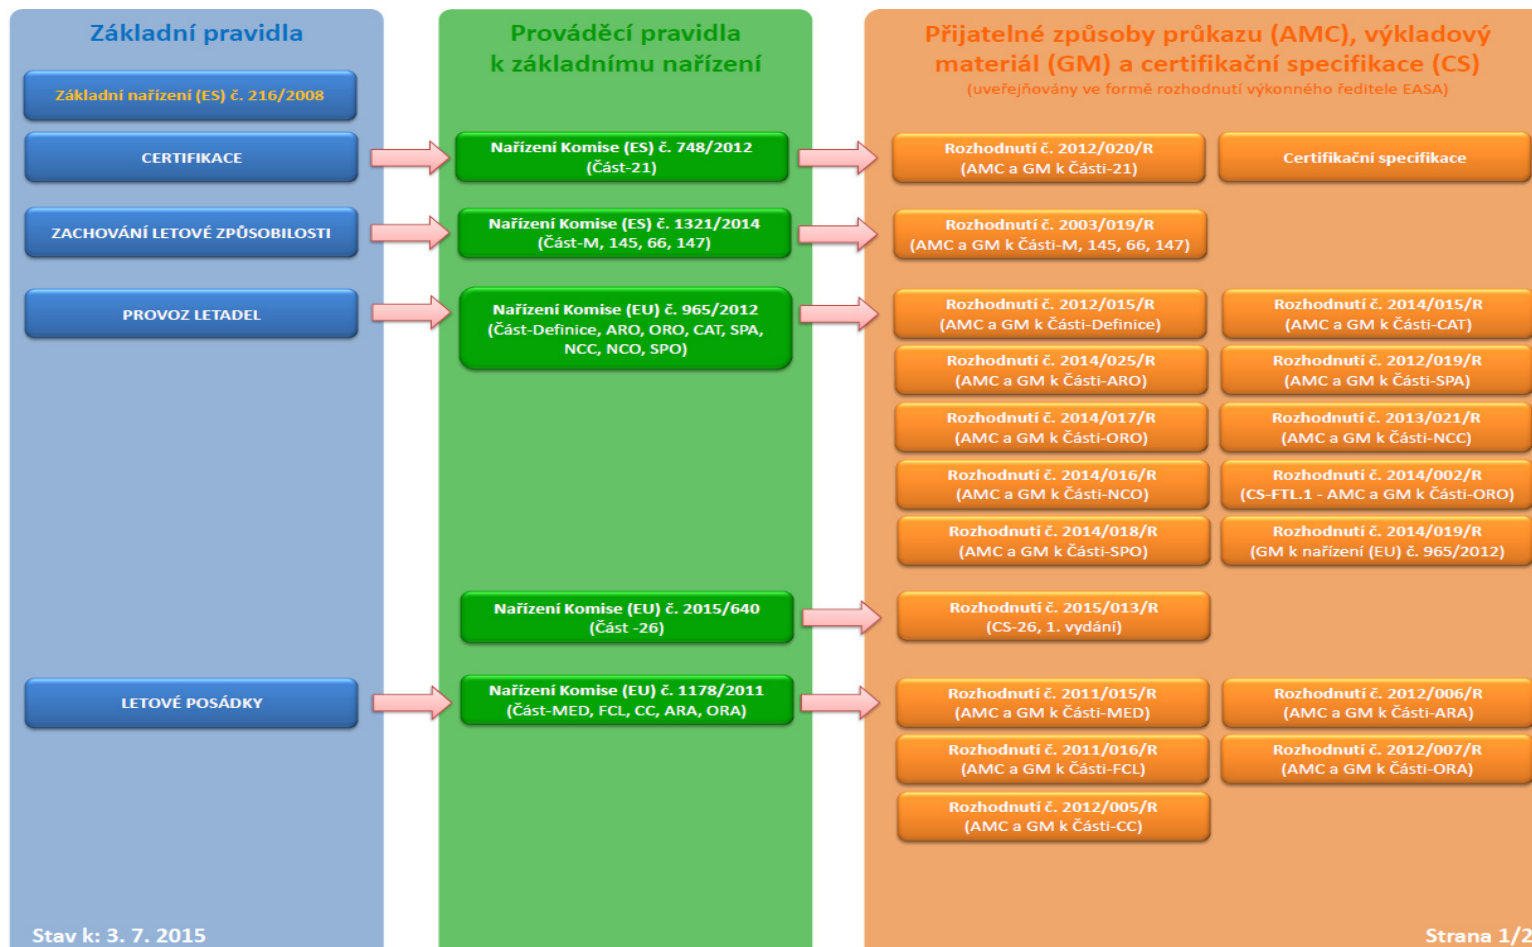 Základní pravidla
Základní nařízení (ES) č. 216/2008
CERTIFIKACE
ZACHOVÁNÍ LETOVÉ ZPŮSOBILOSTI
PROVOZ LETADEL
LETOVÉ POSÁDKY
Stav k: 3. 7. 2015
Prováděcí pravidla
k základnímu nařízení
Nařízení Komise (ES) č. 748/2012
(Část-21)
Nařízení Komise (ES) č. 1321/2014
(Část-M, 145, 66, 147)
Nařízení Komise (EU) č. 965/2012
(Část-Definice, ARO, ORO, CAT, SPA,
NCC, NCO, SPO)
Nařízení Komise (EU) č. 2015/640
(Část -26)
Nařízení Komise (EU) č. 1178/2011
(Část-MED, FCL, CC, ARA, ORA)
Přijatelné způsoby průkazu (AMC), výkladový
materiál (GM) a certifikační specifikace (CS)
(uveřejňovány ve formě rozhodnutí výkonného ředitele EASA)
Rozhodnutí č. 2012/020/R
(AMC a GM k Části-21)
Certifikační specifikace
Rozhodnutí č. 2003/019/R
(AMC a GM k Části-M, 145, 66, 147)
Rozhodnutí č. 2012/015/R
(AMC a GM k Části-Definice)
Rozhodnutí č. 2014/015/R
(AMC a GM k Části-CAT)
Rozhodnutí č. 2014/025/R
(AMC a GM k Části-ARO)
Rozhodnutí č. 2012/019/R
(AMC a GM k Části-SPA)
Rozhodnutí č. 2014/017/R
(AMC a GM k Části-ORO)
Rozhodnutí č. 2013/021/R
(AMC a GM k Části-NCC)
Rozhodnutí č. 2014/016/R
(AMC a GM k Části-NCO)
Rozhodnutí č. 2014/002/R
(CS-FTL.1 - AMC a GM k Části-ORO)
Rozhodnutí č. 2014/018/R
(AMC a GM k Části-SPO)
Rozhodnutí č. 2014/019/R
(GM k nařízení (EU) č. 965/2012)
Rozhodnutí č. 2015/013/R
(CS-26, 1. vydání)
Rozhodnutí č. 2011/015/R
(AMC a GM k Části-MED)
Rozhodnutí č. 2012/006/R
(AMC a GM k Části-ARA)
Rozhodnutí č. 2011/016/R
(AMC a GM k Části-FCL)
Rozhodnutí č. 2012/007/R
(AMC a GM k Části-ORA)
Rozhodnutí č. 2012/005/R
(AMC a GM k Části-CC)
Strana 1/2